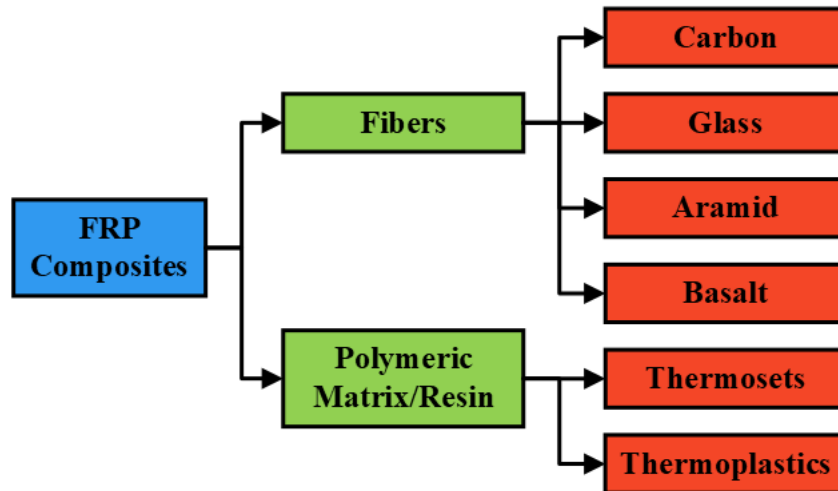 FRP
Composites
Fibers
Polymeric
Matrix/Resin
Carbon
Glass
Aramid
Basalt
Thermosets
Thermoplastics